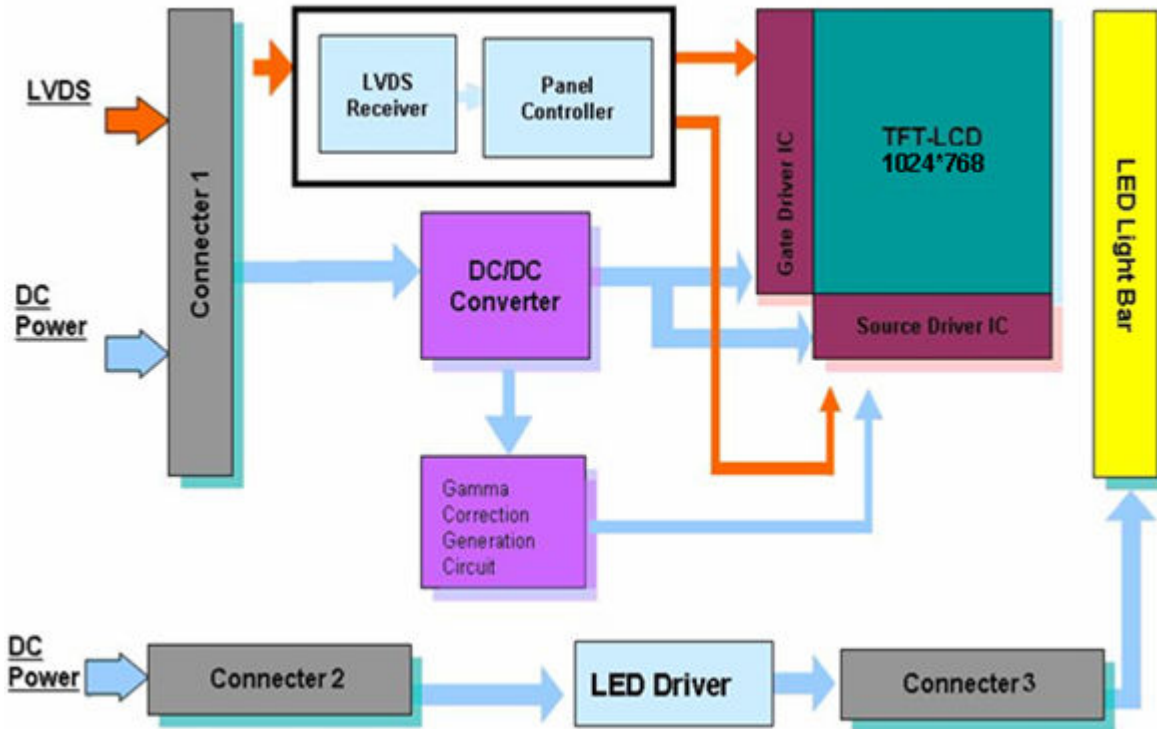 LVDS
DC
Power
Connecter 1
LVDS
Receiver
Panel
Controller
DC/DC
Converter
Gamma
Correction
Generation
Circuit
Gate Driver IC
TFT-LCD
1024*768
Source Driver IC
LED Light Bar
DC
Power
Connecter 2
LED Driver
Connecter 3